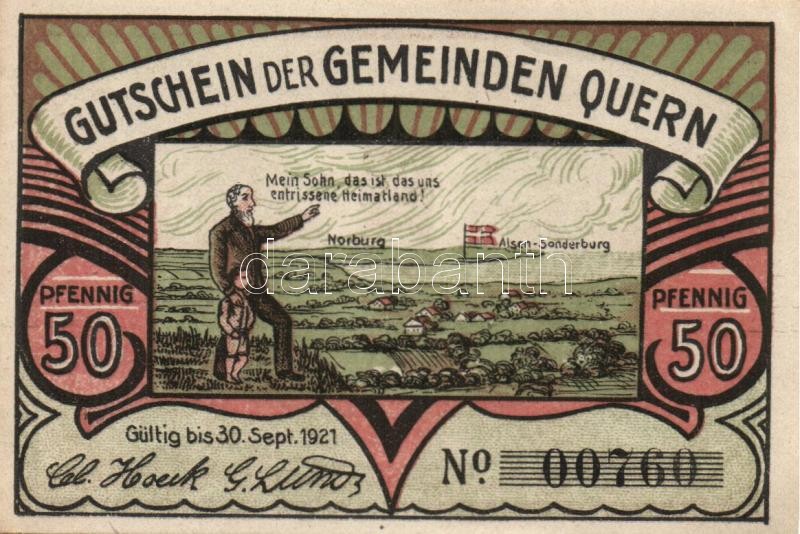 GUTSCHEIN DER GEMEINDEN QUERN
Mein Sohn, das ist das uns
entrissene Heimatland!
Norburg
Alsen-Sonderburg
darabanth
PFENNIG
50
PFENNIG
50
Gültig bis 30. Sept. 1921
No 00760